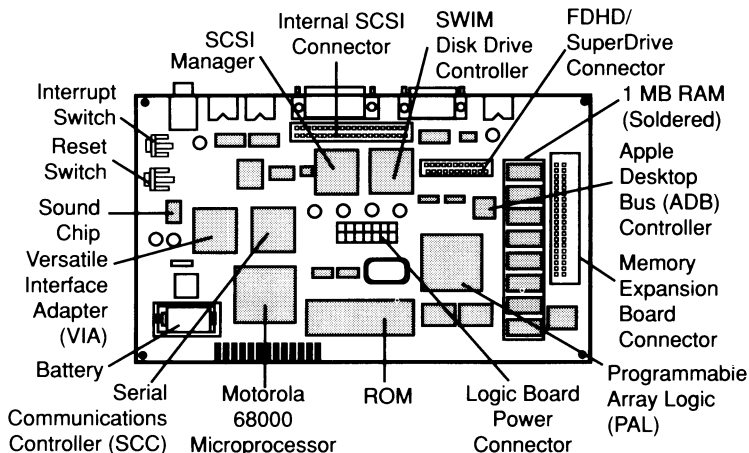 Internal SCSI
Connector
SCSI
Manager
SWIM
Disk Drive
Controller
FDHD/
SuperDrive
Connector
Interrupt
Switch
Reset
Switch
Sound
Chip
Versatile
Interface
Adapter
(VIA)
Battery
Serial
Communications
Controller (SCC)
Motorola
68000
Microprocessor
ROM
Logic Board
Power
Connector
1 MB RAM
(Soldered)
Apple
Desktop
Bus (ADB)
Controller
Memory
Expansion
Board
Connector
Programmabie
Array Logic
(PAL)